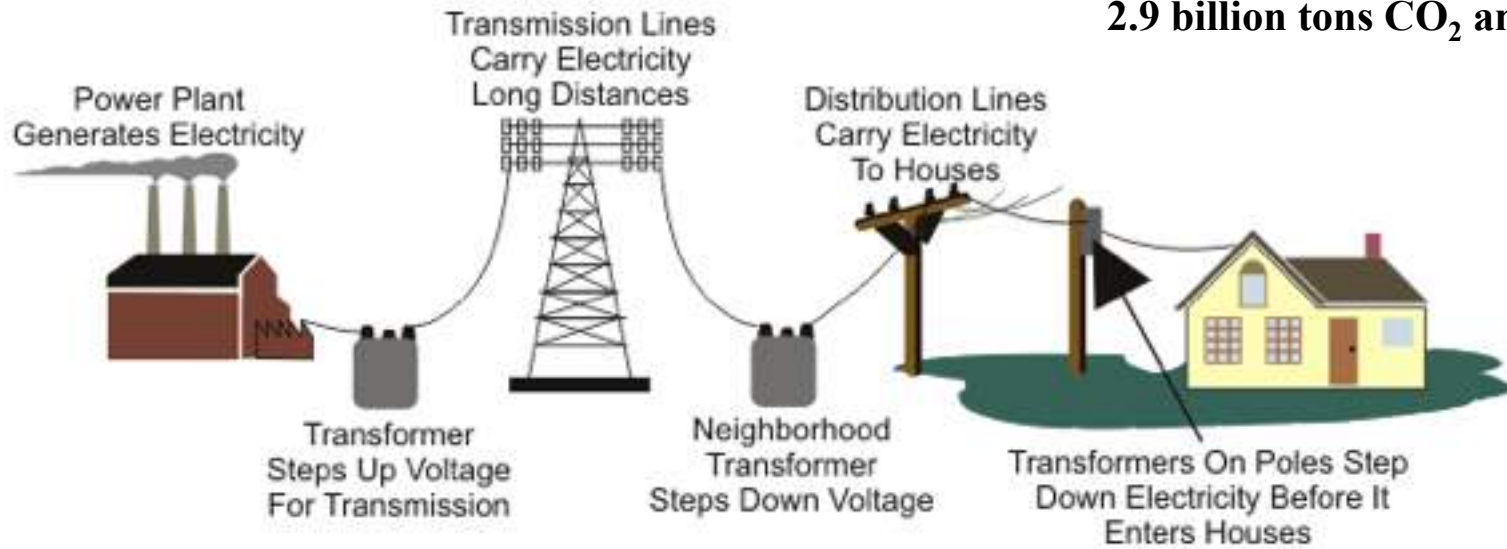 2.9 billion tons CO₂ an
Transmission Lines
Carry Electricity
Long Distances
Power Plant
Generates Electricity
Distribution Lines
Carry Electricity
To Houses
Transformer
Steps Up Voltage
For Transmission
Neighborhood
Transformer
Steps Down Voltage
Transformers On Poles Step
Down Electricity Before It
Enters Houses